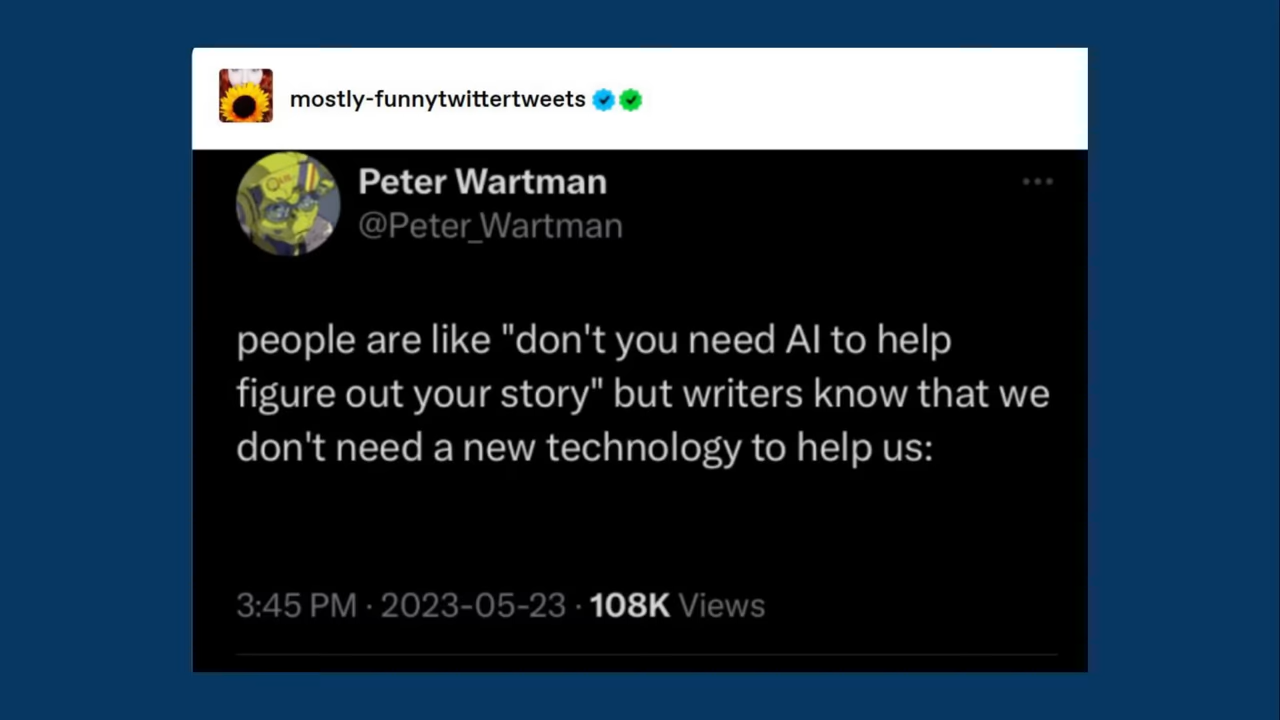 mostly-funnytwittertweets
Peter Wartman
@Peter_Wartman
people are like "don't you need AI to help
figure out your story" but writers know that we
don't need a new technology to help us:
3:45 PM · 2023-05-23 · 108K Views